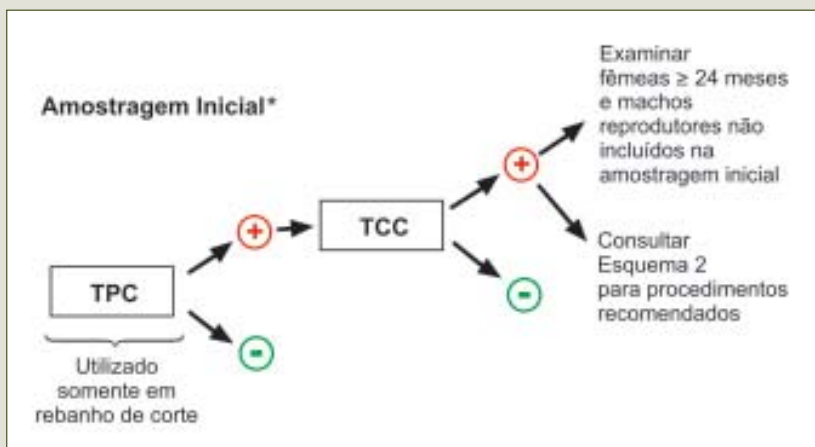 Amostragem Inicial*
TPC
Utilizado
somente em
rebanho de corte
+
-
TCC
+
-
Examinar
fêmeas ≥ 24 meses
e machos
reprodutores não
incluídos na
amostragem inicial
Consultar
Esquema 2
para procedimentos
recomendados